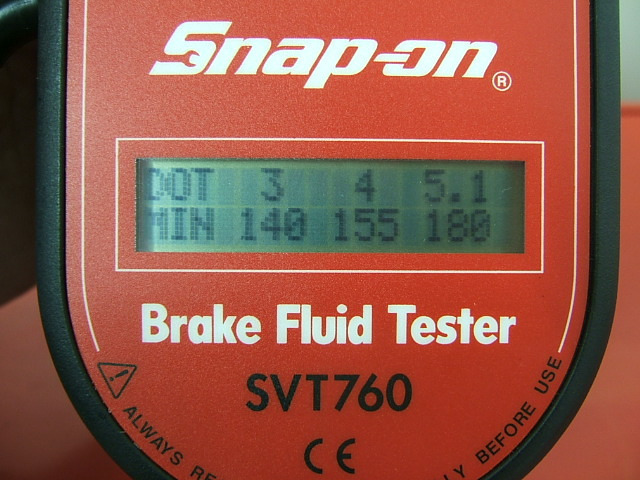 Snap-on®
DOT 3 4 5.1
MIN 140 155 180
Brake Fluid Tester
SVT760
CE
ALWAYS
BEFORE USE